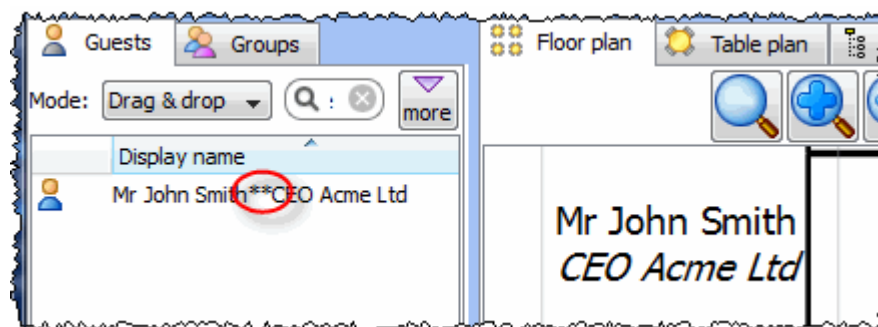 Guests
Groups
Floor plan
Table plan
Mode:
Drag & drop
more
Display name
Mr John Smith**CEO Acme Ltd
Mr John Smith
CEO Acme Ltd